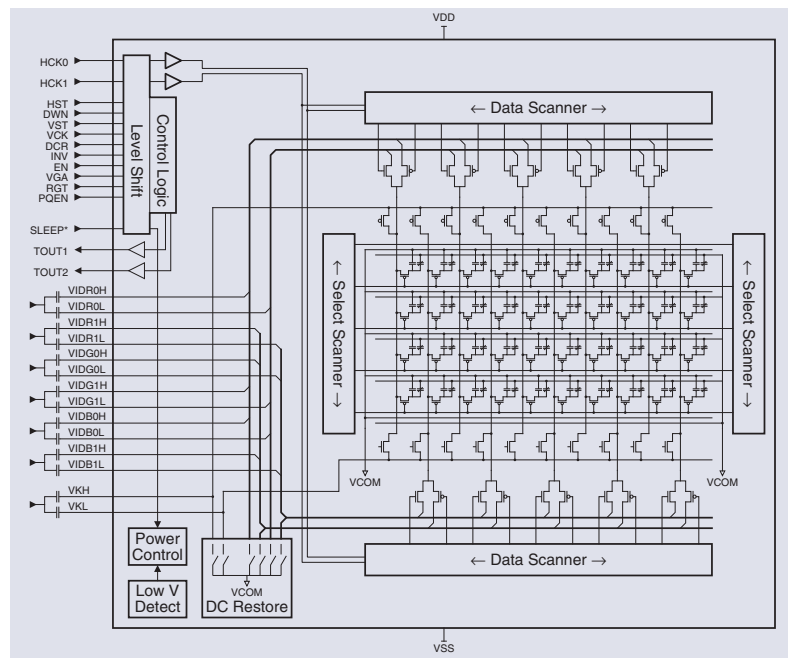 VDD
HCK0
HCK1
HST
DWN
VST
VCK
DCR
INV
EN
VGA
RGT
PQEN
SLEEP*
TOUT1
TOUT2
Level Shift
Control Logic
← Data Scanner →
← Select Scanner →
← Select Scanner →
VIDR0H
VIDR0L
VIDR1H
VIDR1L
VIDG0H
VIDG0L
VIDG1H
VIDG1L
VIDB0H
VIDB0L
VIDB1H
VIDB1L
VKH
VKL
VCOM
VCOM
Power
Control
Low V
Detect
VCOM
DC Restore
← Data Scanner →
VSS